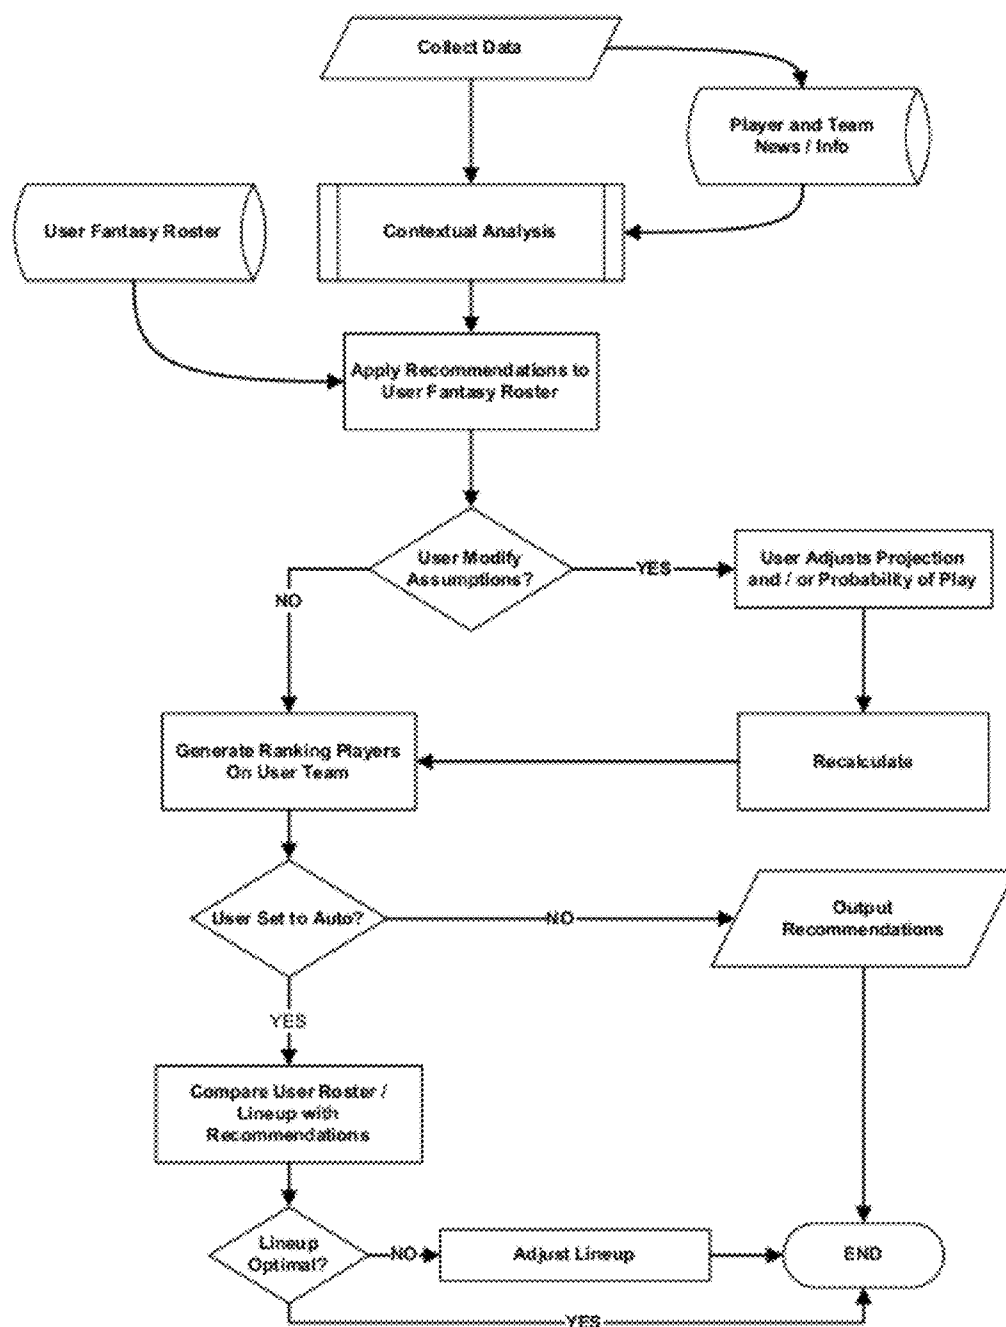 Collect Data
Player and Team
News / Info
User Fantasy Roster
Contextual Analysis
Apply Recommendations to
User Fantasy Roster
User Modify
Assumptions?
YES
User Adjusts Projection
and / or Probability of Play
NO
Generate Ranking Players
On User Team
Recalculate
User Set to Auto?
NO
Output
Recommendations
YES
Compare User Roster /
Lineup with
Recommendations
Lineup
Optimal?
NO
Adjust Lineup
END
YES